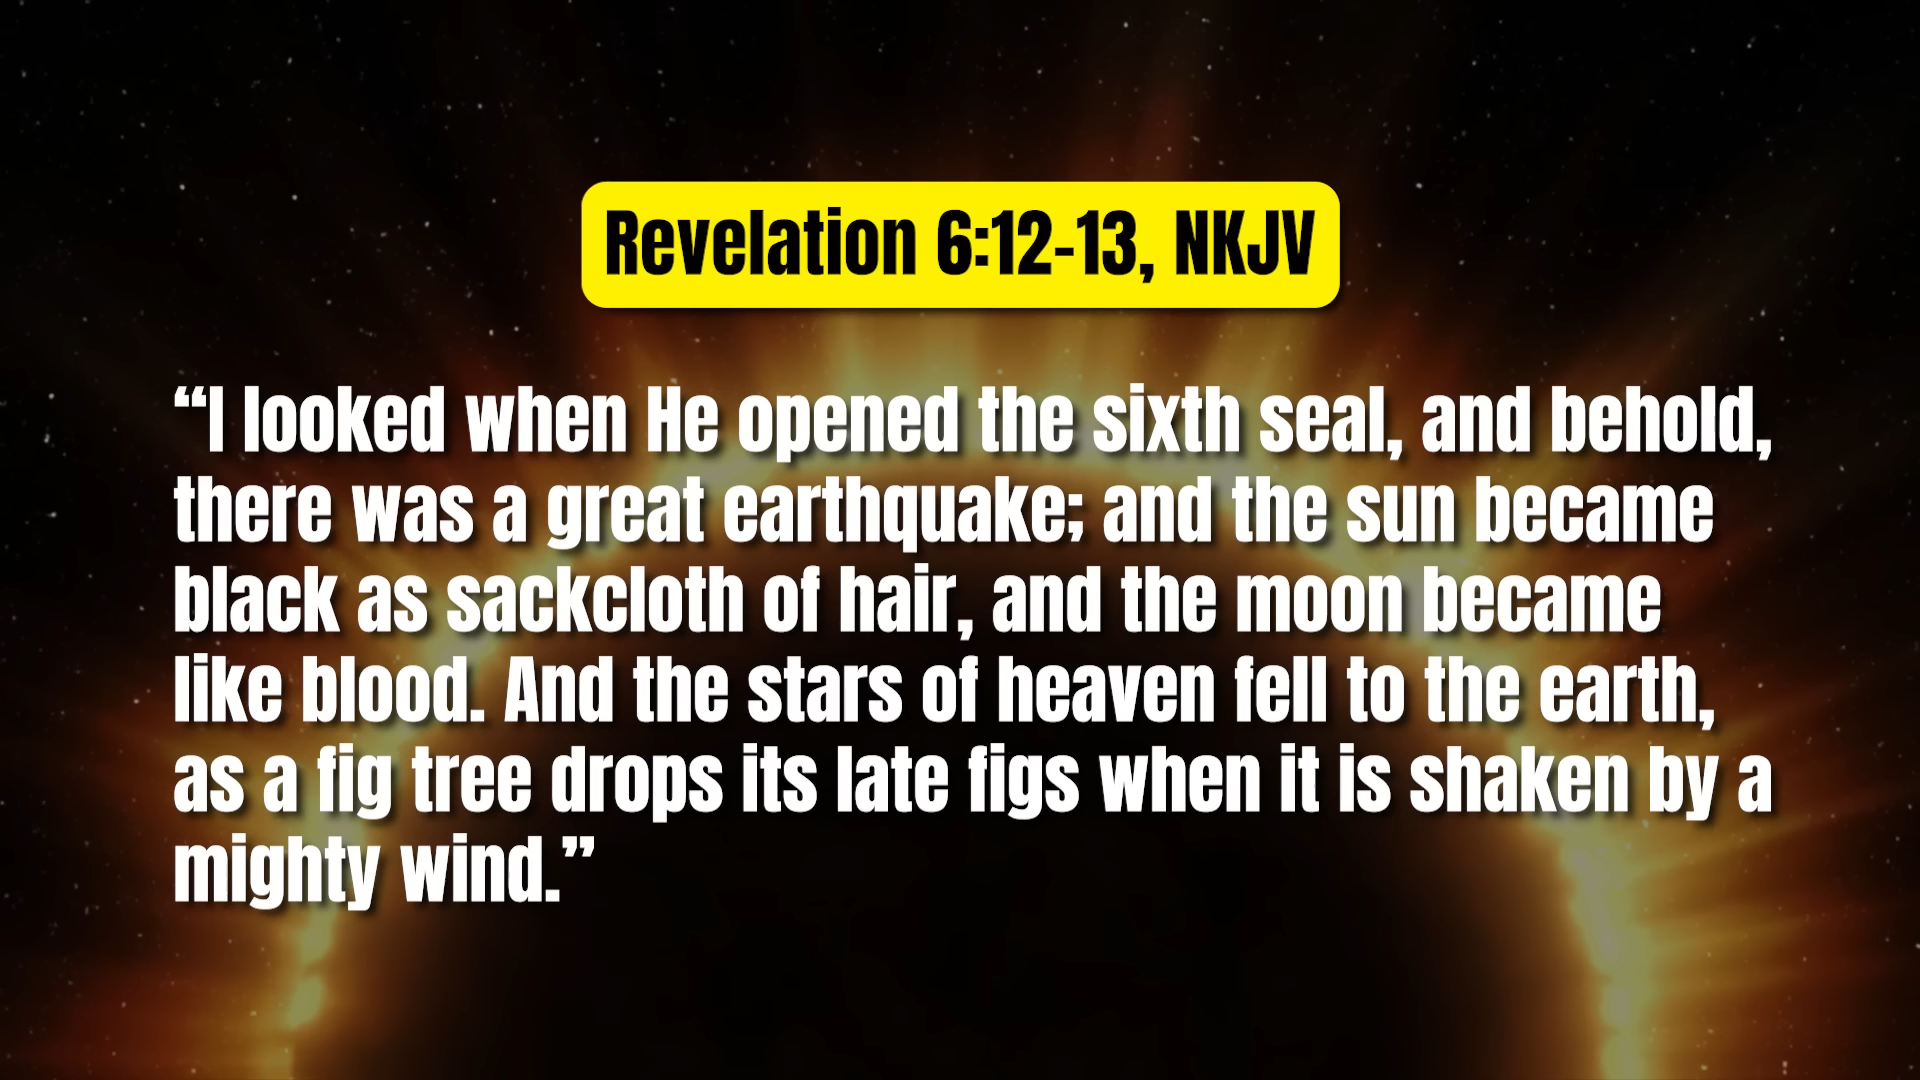 Revelation 6:12-13, NKJV
“I looked when He opened the sixth seal, and behold,
there was a great earthquake; and the sun became
black as sackcloth of hair, and the moon became
like blood. And the stars of heaven fell to the earth,
as a fig tree drops its late figs when it is shaken by a
mighty wind.”